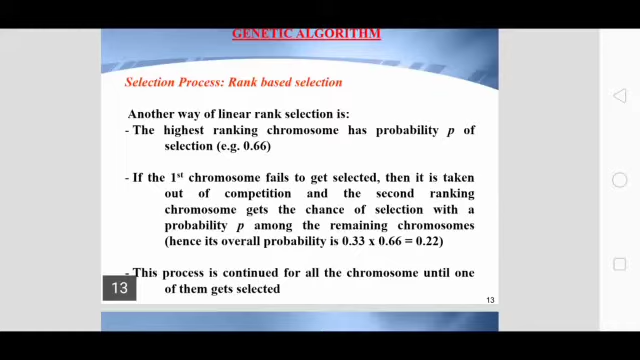 GENETIC ALGORITHM
Selection Process: Rank based selection
Another way of linear rank selection is:
- The highest ranking chromosome has probability p of
selection (e.g. 0.66)
- If the 1st chromosome fails to get selected, then it is taken
out of competition and the second ranking
chromosome gets the chance of selection with a
probability p among the remaining chromosomes
(hence its overall probability is 0.33 x 0.66 = 0.22)
- This process is continued for all the chromosome until one
of them gets selected
13
13